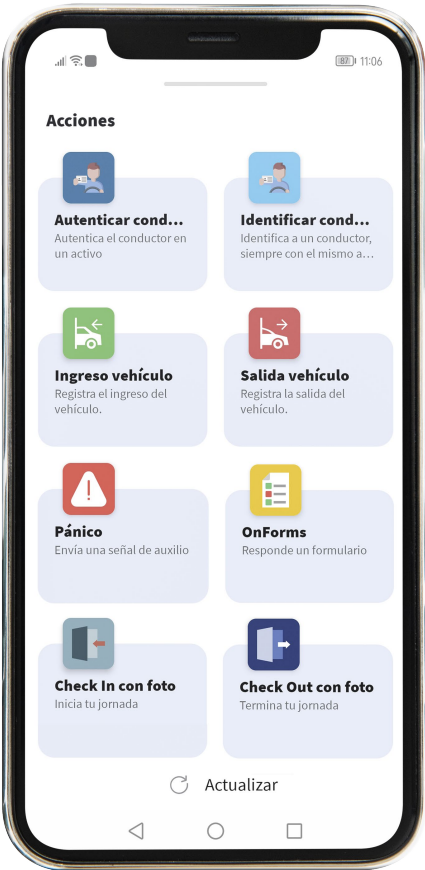 87 11:06
Acciones
Autenticar cond...
Autentica el conductor en
un activo
Identificar cond...
Identifica a un conductor,
siempre con el mismo a...
Ingreso vehículo
Registra el ingreso del
vehículo.
Salida vehículo
Registra la salida del
vehículo.
Pánico
Envía una señal de auxilio
OnForms
Responde un formulario
Check In con foto
Inicia tu jornada
Check Out con foto
Termina tu jornada
Actualizar